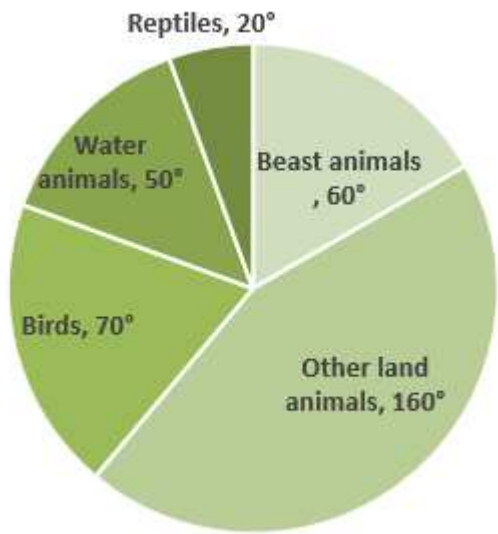 Reptiles, 20°
Water
animals, 50°
Beast animals
, 60°
Birds, 70°
Other land
animals, 160°